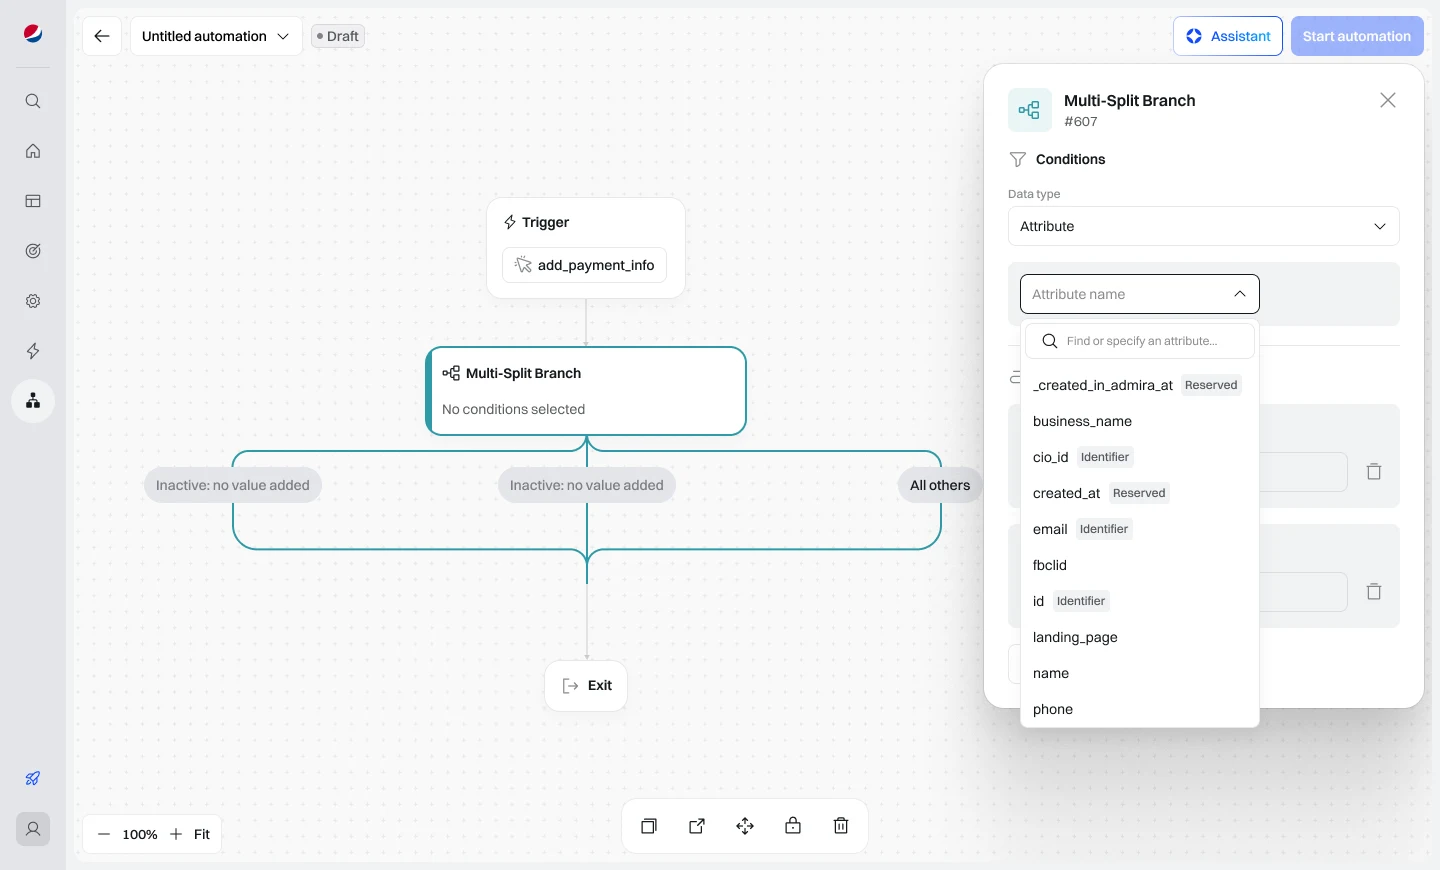 Untitled automation
Draft
Assistant
Start automation
Trigger
add_payment_info
Multi-Split Branch
No conditions selected
Inactive: no value added
Inactive: no value added
All others
Exit
100%
Fit
Multi-Split Branch
#607
Conditions
Data type
Attribute
Attribute name
Find or specify an attribute...
_created_in_admira_at Reserved
business_name
cio_id Identifier
created_at Reserved
email Identifier
fbclid
id Identifier
landing_page
name
phone